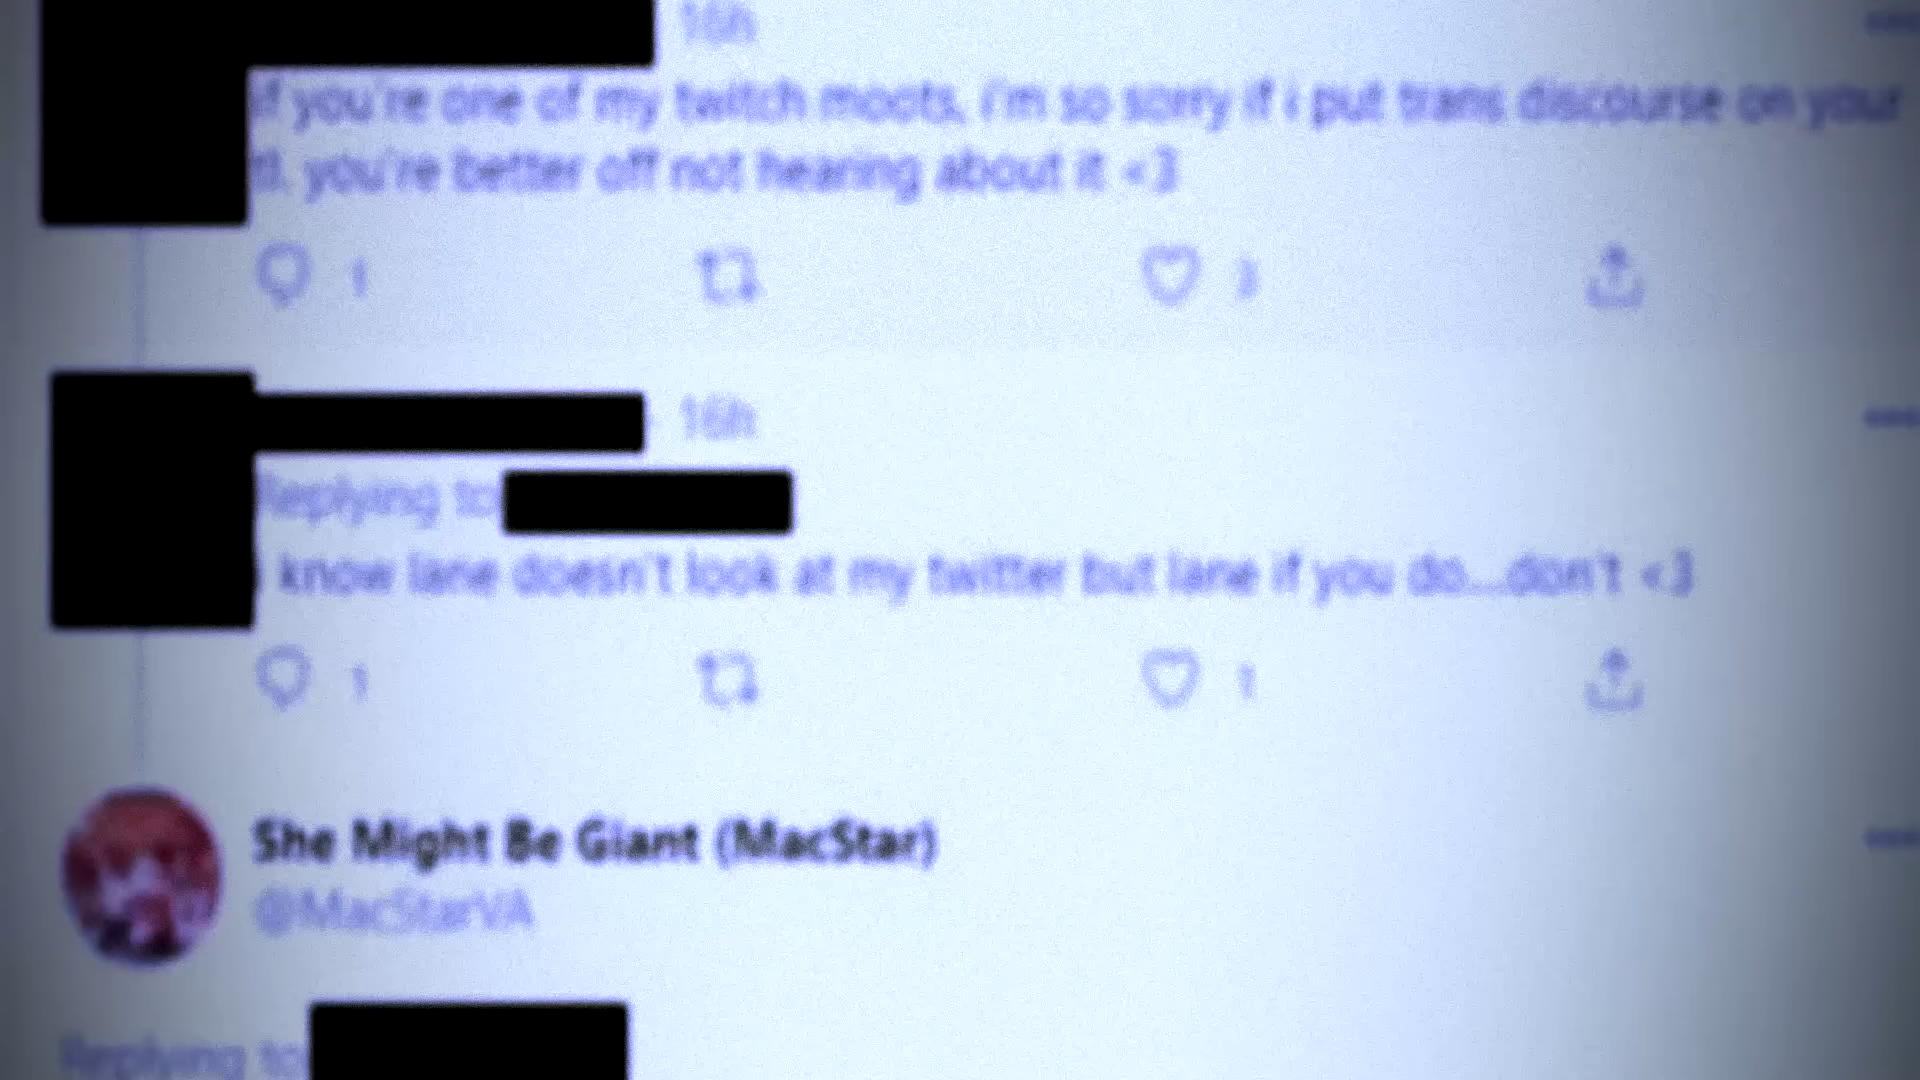 16h
if you're one of my twitch moots, i'm so sorry if i put trans discourse on your
tl. you're better off not hearing about it <3
1 3
16h
Replying to
i know lane doesn't look at my twitter but lane if you do...don't <3
1 1
She Might Be Giant (MacStar)
@MacStarVA
Replying to